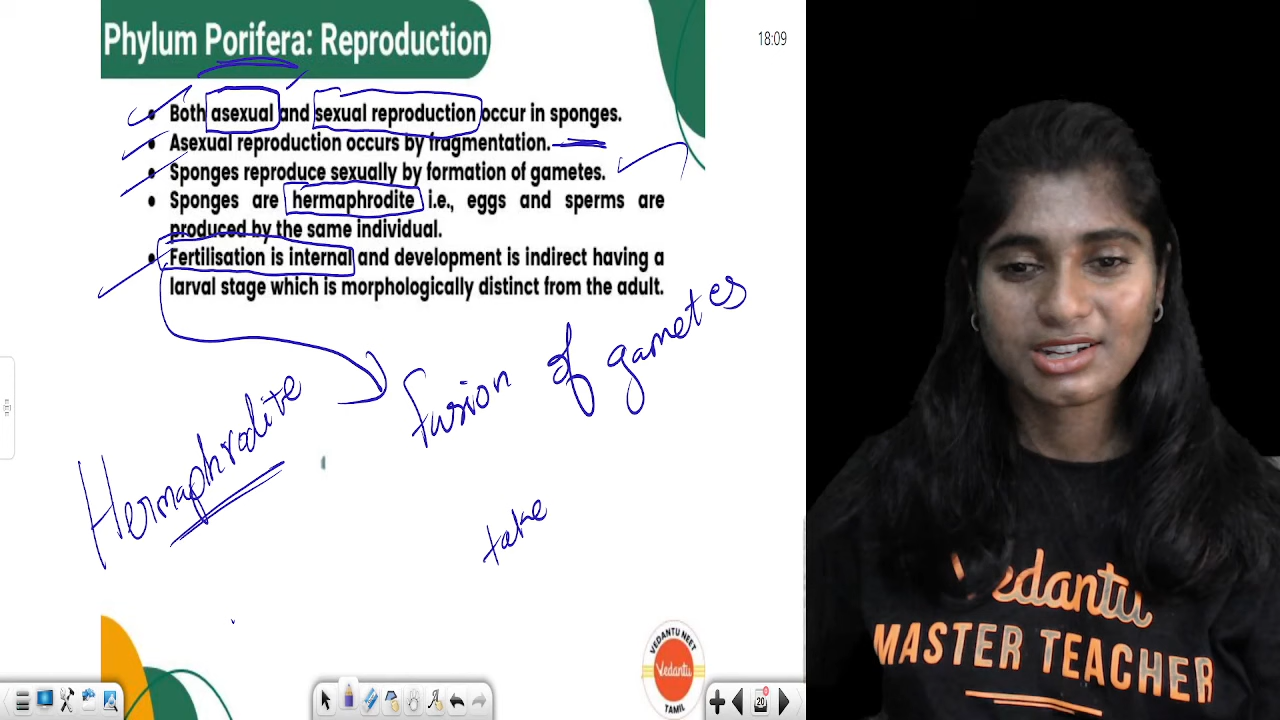 Phylum Porifera: Reproduction
18:09
• Both asexual and sexual reproduction occur in sponges.
• Asexual reproduction occurs by fragmentation.
• Sponges reproduce sexually by formation of gametes.
• Sponges are hermaphrodite i.e., eggs and sperms are
produced by the same individual.
• Fertilisation is internal and development is indirect having a
larval stage which is morphologically distinct from the adult.
Fusion of gametes
Hermaphrodite
take
Vedantu
MASTER TEACHER
VEDANTU NEET
Vedantu
TAMIL
20